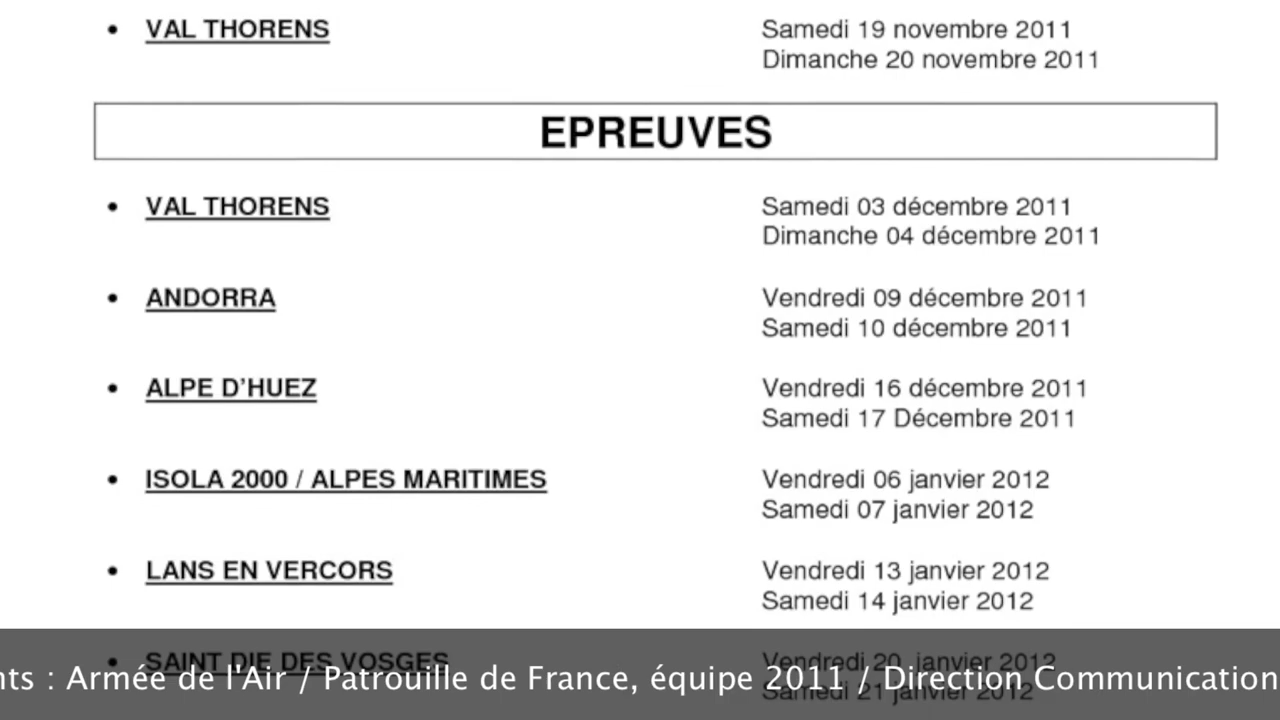 • VAL THORENS Samedi 19 novembre 2011
Dimanche 20 novembre 2011
EPREUVES
• VAL THORENS Samedi 03 décembre 2011
Dimanche 04 décembre 2011
• ANDORRA Vendredi 09 décembre 2011
Samedi 10 décembre 2011
• ALPE D'HUEZ Vendredi 16 décembre 2011
Samedi 17 Décembre 2011
• ISOLA 2000 / ALPES MARITIMES Vendredi 06 janvier 2012
Samedi 07 janvier 2012
• LANS EN VERCORS Vendredi 13 janvier 2012
Samedi 14 janvier 2012
• SAINT DIE DES VOSGES Vendredi 20 janvier 2012
nts : Armée de l'Air / Patrouille de France, équipe 2011 / Direction Communication
Samedi 21 janvier 2012